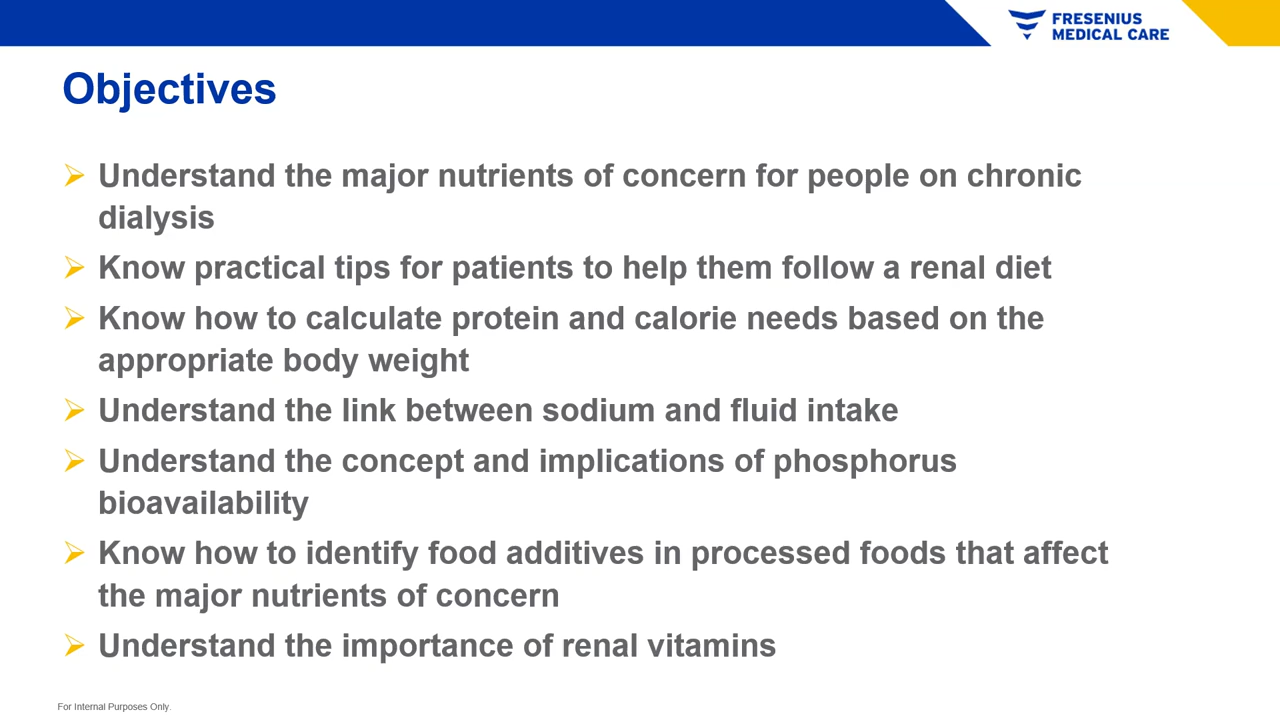 FRESENIUS
MEDICAL CARE
Objectives
Understand the major nutrients of concern for people on chronic
dialysis
Know practical tips for patients to help them follow a renal diet
Know how to calculate protein and calorie needs based on the
appropriate body weight
Understand the link between sodium and fluid intake
Understand the concept and implications of phosphorus
bioavailability
Know how to identify food additives in processed foods that affect
the major nutrients of concern
Understand the importance of renal vitamins
For Internal Purposes Only.